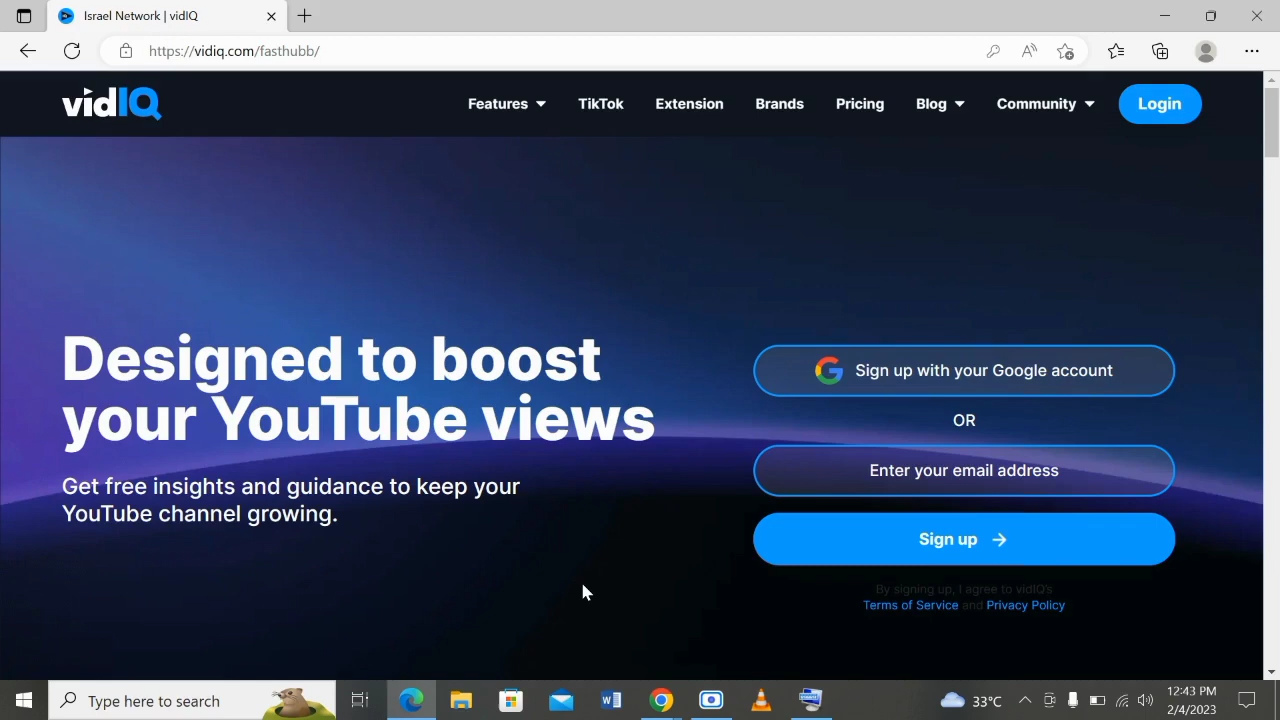 Israel Network | vidIQ
https://vidiq.com/fasthubb/
vidIQ
Features
TikTok
Extension
Brands
Pricing
Blog
Community
Login
Designed to boost
your YouTube views
Get free insights and guidance to keep your
YouTube channel growing.
Sign up with your Google account
OR
Enter your email address
Sign up
By signing up, I agree to vidIQ's
Terms of Service and Privacy Policy
Type here to search
33°C
12:43 PM
2/4/2023